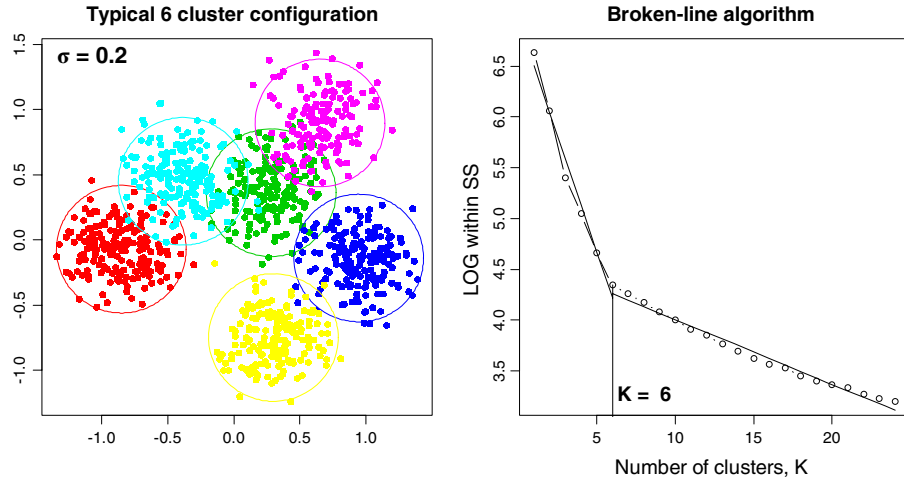 Typical 6 cluster configuration
σ = 0.2
1.5
1.0
0.5
0.0
-0.5
-1.0
-1.0 -0.5 0.0 0.5 1.0
Broken-line algorithm
LOG within SS
6.5
6.0
5.5
5.0
4.5
4.0
3.5
K = 6
5 10 15 20
Number of clusters, K